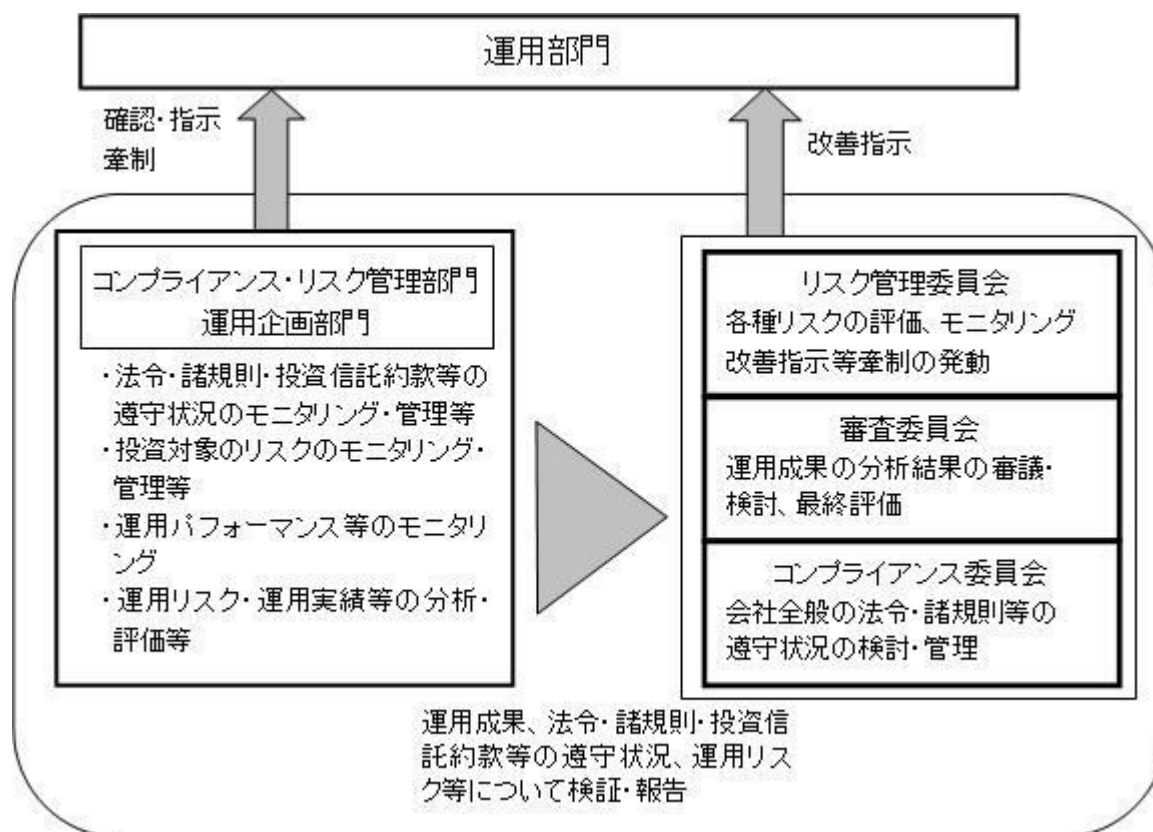 運用部門
確認・指示
牽制
改善指示
コンプライアンス・リスク管理部門
運用企画部門
・法令・諸規則・投資信託約款等の
遵守状況のモニタリング・管理等
・投資対象のリスクのモニタリング・
管理等
・運用パフォーマンス等のモニタリ
ング
・運用リスク・運用実績等の分析・
評価等
リスク管理委員会
各種リスクの評価、モニタリング
改善指示等牽制の発動
審査委員会
運用成果の分析結果の審議・
検討、最終評価
コンプライアンス委員会
会社全般の法令・諸規則等の
遵守状況の検討・管理
運用成果、法令・諸規則・投資信
託約款等の遵守状況、運用リス
ク等について検証・報告